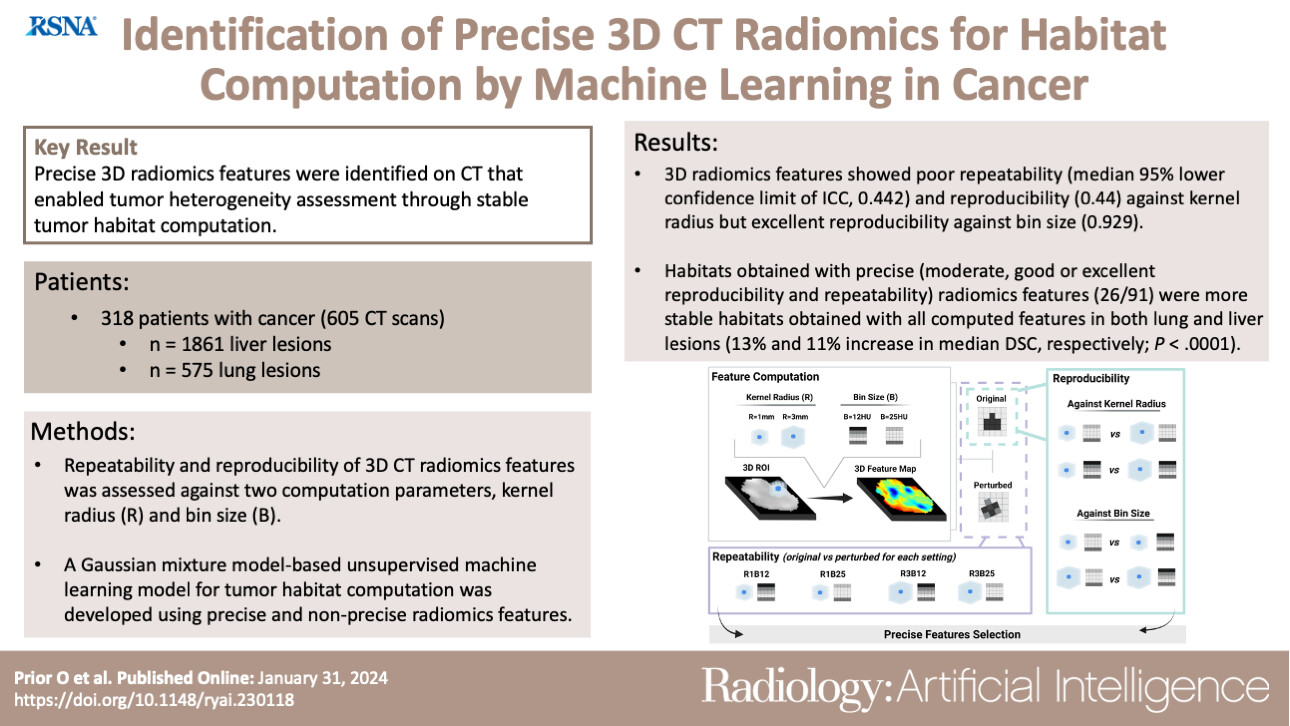 RSNA
Identification of Precise 3D CT Radiomics for Habitat
Computation by Machine Learning in Cancer
Key Result
Precise 3D radiomics features were identified on CT that
enabled tumor heterogeneity assessment through stable
tumor habitat computation.
Patients:
• 318 patients with cancer (605 CT scans)
• n = 1861 liver lesions
• n = 575 lung lesions
Methods:
• Repeatability and reproducibility of 3D CT radiomics features
was assessed against two computation parameters, kernel
radius (R) and bin size (B).
• A Gaussian mixture model-based unsupervised machine
learning model for tumor habitat computation was
developed using precise and non-precise radiomics features.
Results:
• 3D radiomics features showed poor repeatability (median 95% lower
confidence limit of ICC, 0.442) and reproducibility (0.44) against kernel
radius but excellent reproducibility against bin size (0.929).
• Habitats obtained with precise (moderate, good or excellent
reproducibility and repeatability) radiomics features (26/91) were more
stable habitats obtained with all computed features in both lung and liver
lesions (13% and 11% increase in median DSC, respectively; P < .0001).
Feature Computation
Kernel Radius (R) Bin Size (B)
R=1mm R=3mm B=12HU B=25HU
3D ROI 3D Feature Map
Original
Perturbed
Reproducibility
Against Kernel Radius
vs
vs
Against Bin Size
vs
vs
Repeatability (original vs perturbed for each setting)
R1B12 R1B25 R3B12 R3B25
Precise Features Selection
Prior O et al. Published Online: January 31, 2024
https://doi.org/10.1148/ryai.230118
Radiology: Artificial Intelligence